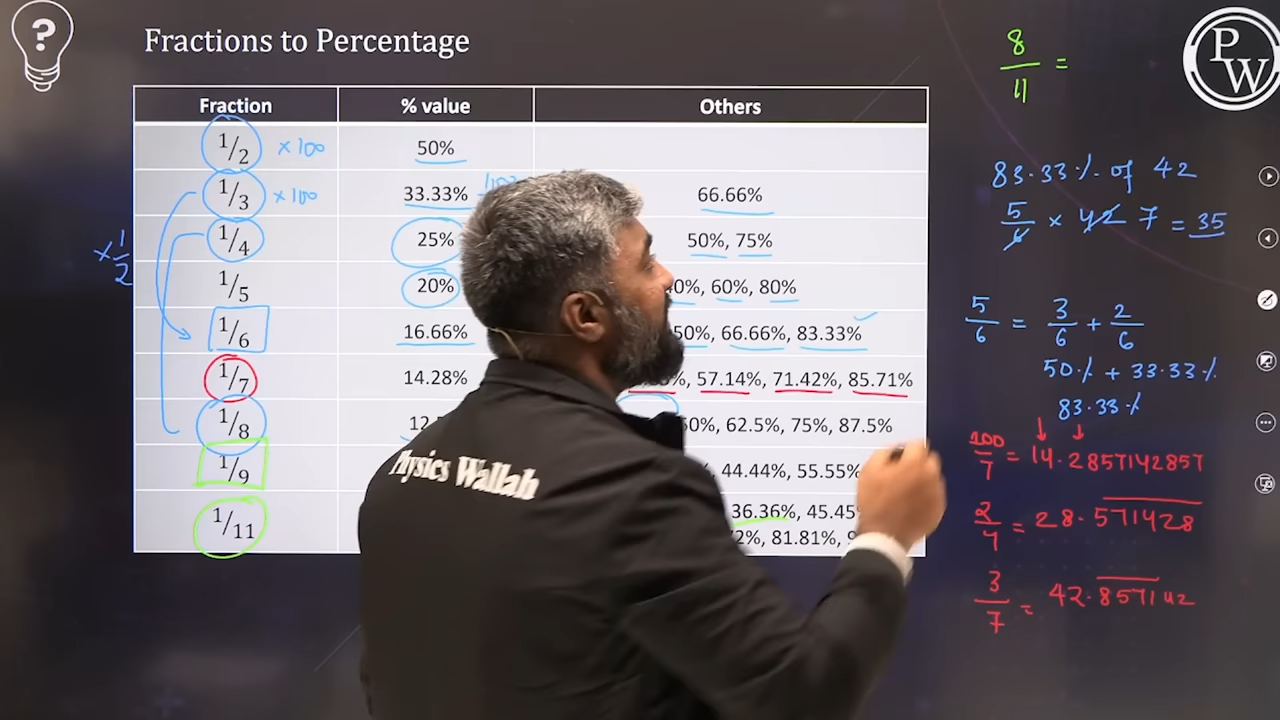 ?
Fractions to Percentage
PW
Fraction % value Others
1/2 ×100 50%
1/3 ×100 33.33% 66.66%
1/4 25% 50%, 75%
1/5 20% 60%, 80%
1/6 16.66% 50%, 66.66%, 83.33%
1/7 14.28% 57.14%, 71.42%, 85.71%
1/8 62.5%, 75%, 87.5%
1/9 44.44%, 55.55%
1/11 36.36%,
81.81%,
×1/2
Physics Wallah
8/11 =
83.33% of 42
5/6 × 42 7 = 35
5/6 = 3/6 + 2/6
50% + 33.33%
83.33%
100/7 = 14.2857142857
2/7 = 28.571428
3/7 = 42.857142